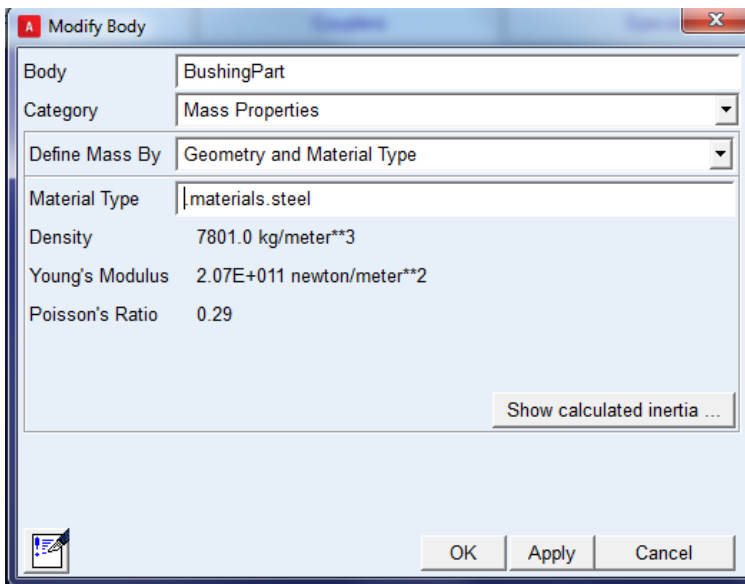 A Modify Body
Body BushingPart
Category Mass Properties
Define Mass By Geometry and Material Type
Material Type .materials.steel
Density 7801.0 kg/meter**3
Young's Modulus 2.07E+011 newton/meter**2
Poisson's Ratio 0.29
Show calculated inertia ...
OK Apply Cancel